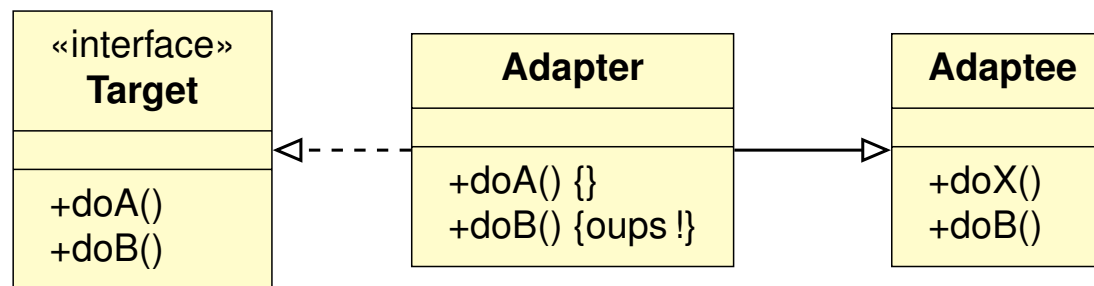 «interface»
Target
+doA()
+doB()
Adapter
+doA() {}
+doB() {oups !}
Adaptee
+doX()
+doB()